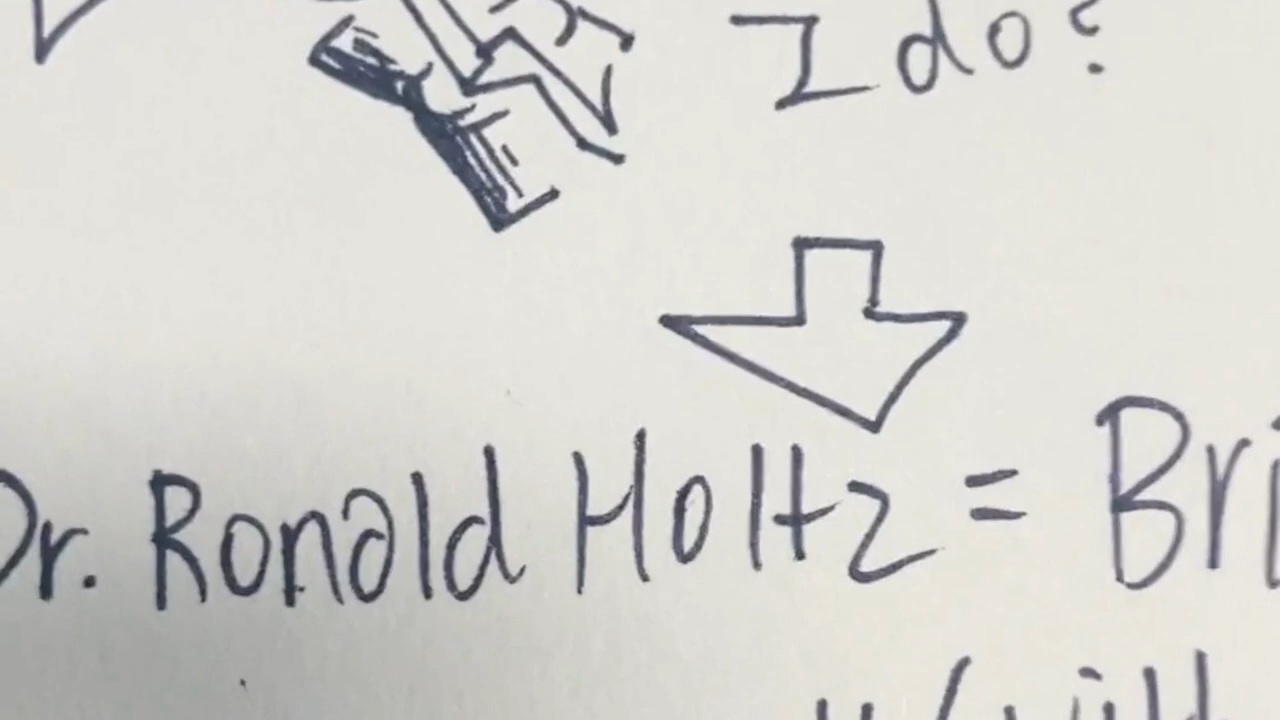 I do?
Dr. Ronald Holtz = Bri